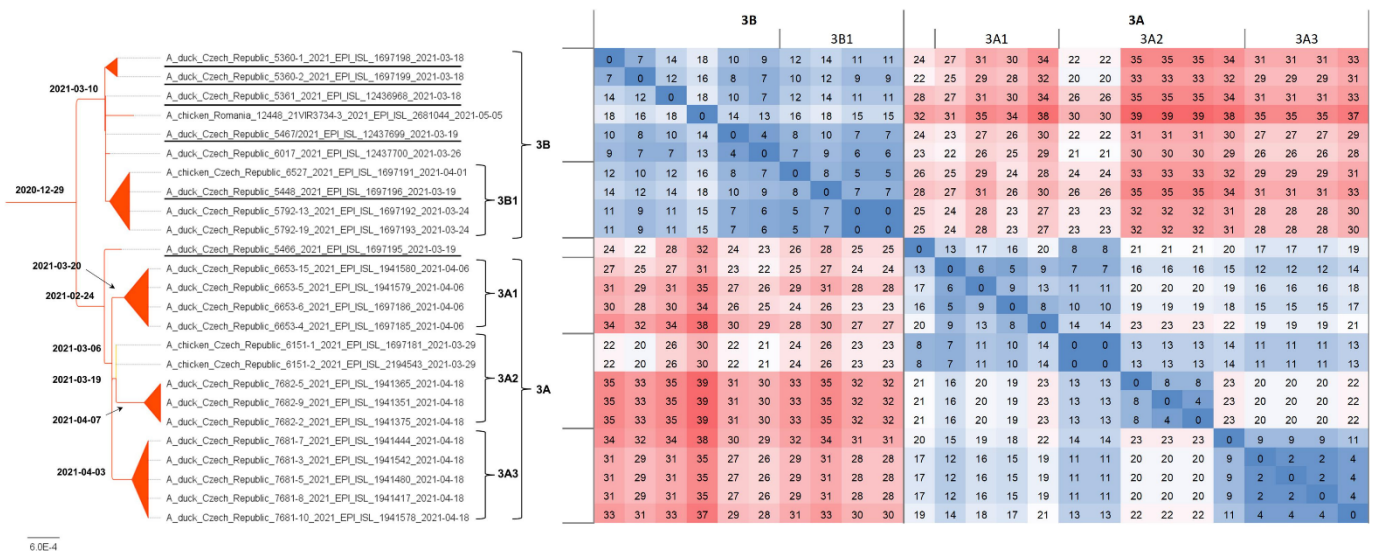 3B 3A
3B1 3A1 3A2 3A3
A_duck_Czech_Republic_5360-1_2021_EPI_ISL_1697198_2021-03-18 0 7 14 18 10 9 12 14 11 11 24 27 31 30 34 22 22 35 35 35 34 31 31 31 33
A_duck_Czech_Republic_5360-2_2021_EPI_ISL_1697199_2021-03-18 7 0 12 16 8 7 10 12 9 9 22 25 29 28 32 20 20 33 33 33 32 29 29 29 31
2021-03-10
A_duck_Czech_Republic_5361_2021_EPI_ISL_12436968_2021-03-18 14 12 0 18 10 7 12 14 11 11 28 27 31 30 34 26 26 35 35 35 34 31 31 31 33
A_chicken_Romania_12448_21VIR3734-3_2021_EPI_ISL_2681044_2021-05-05 18 16 18 0 14 13 16 18 15 15 32 31 35 34 38 30 30 39 39 39 38 35 35 35 37
A_duck_Czech_Republic_5467/2021_EPI_ISL_12437699_2021-03-19 10 8 10 14 0 4 8 10 7 7 24 23 27 26 30 22 22 31 31 31 30 27 27 27 29
3B
A_duck_Czech_Republic_6017_2021_EPI_ISL_12437700_2021-03-26 9 7 7 13 4 0 7 9 6 6 23 22 26 25 29 21 21 30 30 30 29 26 26 26 28
A_chicken_Czech_Republic_6527_2021_EPI_ISL_1697191_2021-04-01 12 10 12 16 8 7 0 8 5 5 26 25 29 24 28 24 24 33 33 33 32 29 29 29 31
2020-12-29
A_duck_Czech_Republic_5448_2021_EPI_ISL_1697196_2021-03-19 14 12 14 18 10 9 8 0 7 7 28 27 31 26 30 26 26 35 35 35 34 31 31 31 33
3B1
A_duck_Czech_Republic_5792-13_2021_EPI_ISL_1697192_2021-03-24 11 9 11 15 7 6 5 7 0 0 25 24 28 23 27 23 23 32 32 32 31 28 28 28 30
A_duck_Czech_Republic_5792-19_2021_EPI_ISL_1697193_2021-03-24 11 9 11 15 7 6 5 7 0 0 25 24 28 23 27 23 23 32 32 32 31 28 28 28 30
A_duck_Czech_Republic_5466_2021_EPI_ISL_1697195_2021-03-19 24 22 28 32 24 23 26 28 25 25 0 13 17 16 20 8 8 21 21 21 20 17 17 17 19
2021-03-20
A_duck_Czech_Republic_6653-15_EPI_ISL_1941580_2021-04-06 27 25 27 31 23 22 25 27 24 24 13 0 6 5 9 7 7 16 16 16 15 12 12 12 14
A_duck_Czech_Republic_6653-5_EPI_ISL_1941579_2021-04-06 31 29 31 35 27 26 29 31 28 28 17 6 0 9 13 11 11 20 20 20 19 16 16 16 18
2021-02-24
3A1
A_duck_Czech_Republic_6653-6_EPI_ISL_1697186_2021-04-06 30 28 30 34 26 25 24 26 23 23 16 5 9 0 8 10 10 19 19 19 18 15 15 15 17
A_duck_Czech_Republic_6653-4_EPI_ISL_1697185_2021-04-06 34 32 34 38 30 29 28 30 27 27 20 9 13 8 0 14 14 23 23 23 22 19 19 19 21
2021-03-06
A_chicken_Czech_Republic_6151-1_EPI_ISL_1697181_2021-03-29 22 20 26 30 22 21 24 26 23 23 8 7 11 10 14 0 0 13 13 13 14 11 11 11 13
A_chicken_Czech_Republic_6151-2_EPI_ISL_2194543_2021-03-29 22 20 26 30 22 21 24 26 23 23 8 7 11 10 14 0 0 13 13 13 14 11 11 11 13
2021-03-19
3A2
3A
A_duck_Czech_Republic_7682-5_EPI_ISL_1941365_2021-04-18 35 33 35 39 31 30 33 35 32 32 21 16 20 19 23 13 13 0 8 8 23 20 20 20 22
A_duck_Czech_Republic_7682-9_EPI_ISL_1941351_2021-04-18 35 33 35 39 31 30 33 35 32 32 21 16 20 19 23 13 13 8 0 4 23 20 20 20 22
2021-04-07
A_duck_Czech_Republic_7682-2_EPI_ISL_1941375_2021-04-18 35 33 35 39 31 30 33 35 32 32 21 16 20 19 23 13 13 8 4 0 23 20 20 20 22
A_duck_Czech_Republic_7681-7_EPI_ISL_1941444_2021-04-18 34 32 34 38 30 29 32 34 31 31 20 15 19 18 22 14 14 23 23 23 0 9 9 9 11
A_duck_Czech_Republic_7681-3_EPI_ISL_1941542_2021-04-18 31 29 31 35 27 26 29 31 28 28 17 12 16 15 19 11 11 20 20 20 9 0 2 2 4
2021-04-03
3A3
A_duck_Czech_Republic_7681-5_EPI_ISL_1941480_2021-04-18 31 29 31 35 27 26 29 31 28 28 17 12 16 15 19 11 11 20 20 20 9 2 0 2 4
A_duck_Czech_Republic_7681-8_EPI_ISL_1941417_2021-04-18 31 29 31 35 27 26 29 31 28 28 17 12 16 15 19 11 11 20 20 20 9 2 2 0 4
A_duck_Czech_Republic_7681-10_EPI_ISL_1941578_2021-04-18 33 31 33 37 29 28 31 33 30 30 19 14 18 17 21 13 13 22 22 22 11 4 4 4 0
6.0E-4